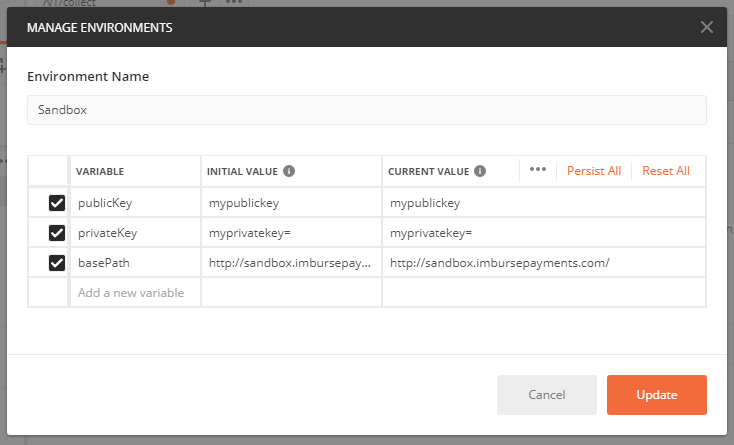 /V1/collect
MANAGE ENVIRONMENTS
Environment Name
Sandbox
VARIABLE INITIAL VALUE CURRENT VALUE Persist All Reset All
publicKey mypublickey mypublickey
privateKey myprivatekey= myprivatekey=
basePath http://sandbox.imbursepay... http://sandbox.imbursepayments.com/
Add a new variable
Cancel Update